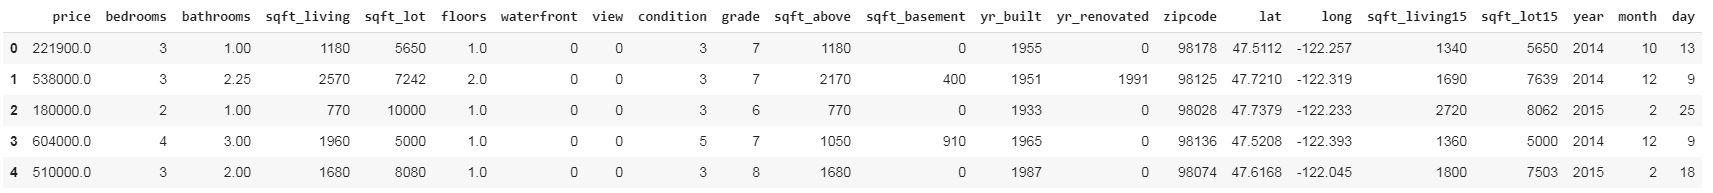 price bedrooms bathrooms sqft_living sqft_lot floors waterfront view condition grade sqft_above sqft_basement yr_built yr_renovated zipcode lat long sqft_living15 sqft_lot15 year month day
0 221900.0 3 1.00 1180 5650 1.0 0 0 3 7 1180 0 1955 0 98178 47.5112 -122.257 1340 5650 2014 10 13
1 538000.0 3 2.25 2570 7242 2.0 0 0 3 7 2170 400 1951 1991 98125 47.7210 -122.319 1690 7639 2014 12 9
2 180000.0 2 1.00 770 10000 1.0 0 0 3 6 770 0 1933 0 98028 47.7379 -122.233 2720 8062 2015 2 25
3 604000.0 4 3.00 1960 5000 1.0 0 0 5 7 1050 910 1965 0 98136 47.5208 -122.393 1360 5000 2014 12 9
4 510000.0 3 2.00 1680 8080 1.0 0 0 3 8 1680 0 1987 0 98074 47.6168 -122.045 1800 7503 2015 2 18